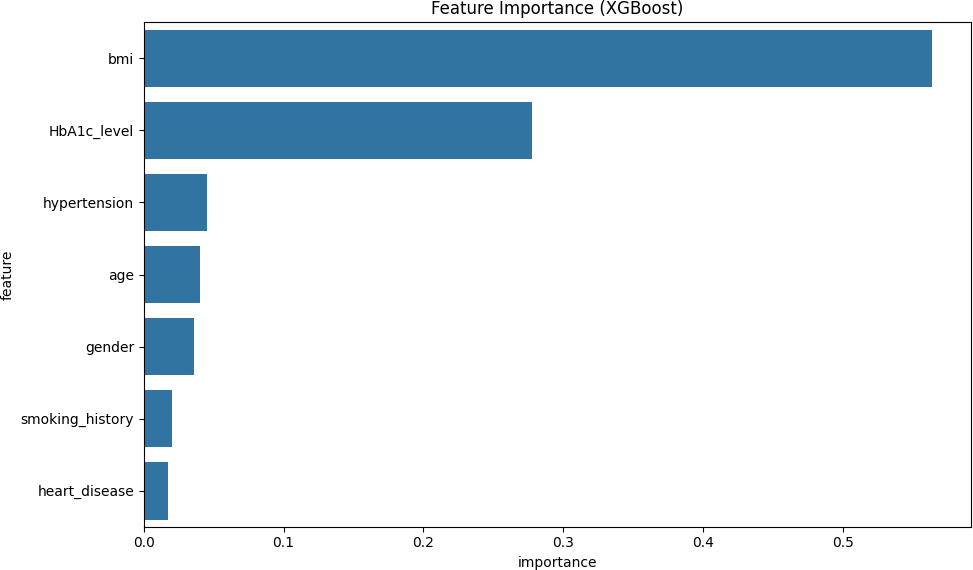 Feature Importance (XGBoost)
bmi
HbA1c_level
hypertension
age
gender
smoking_history
heart_disease
feature
0.0 0.1 0.2 0.3 0.4 0.5
importance